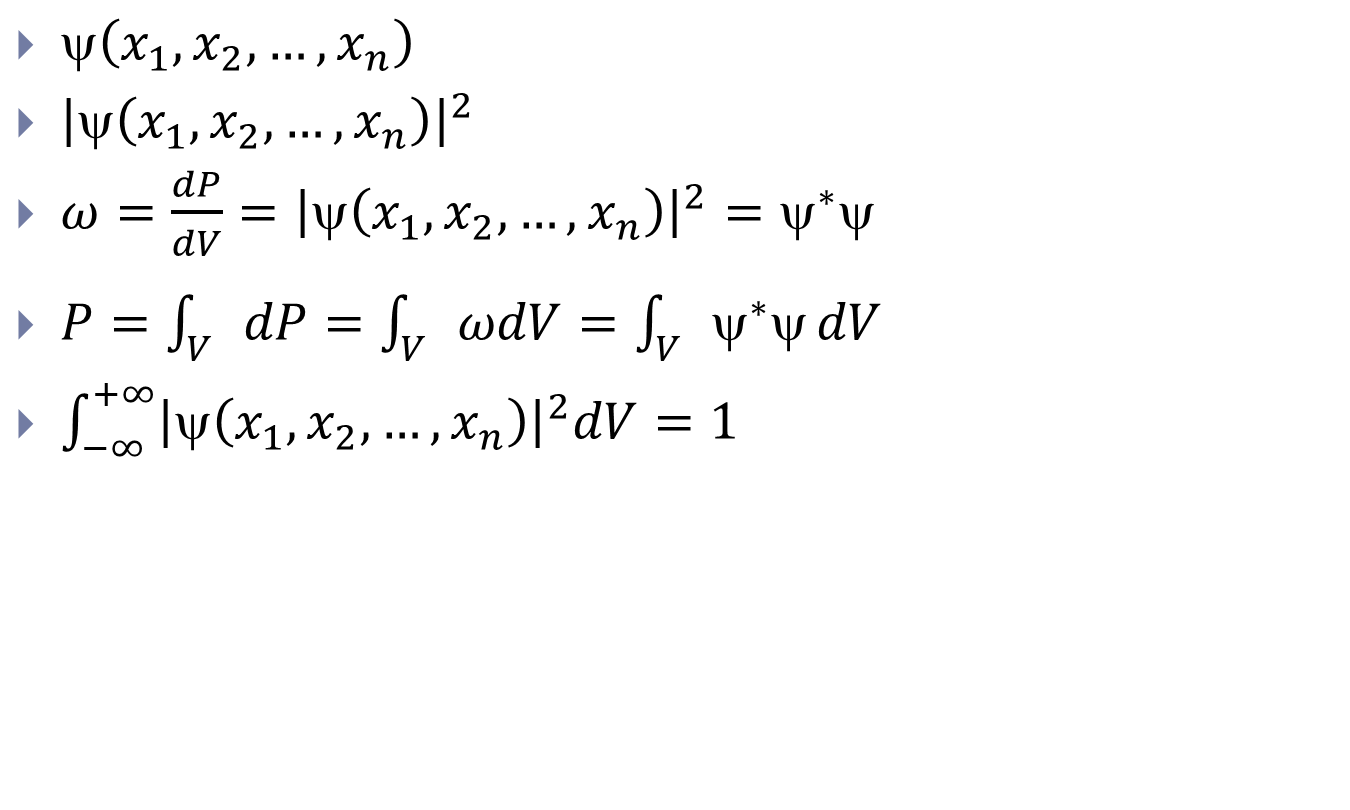 ψ(x₁, x₂, … , xₙ)
|ψ(x₁, x₂, … , xₙ)|²
ω = dP/dV = |ψ(x₁, x₂, … , xₙ)|² = ψ*ψ
P = ∫_V dP = ∫_V ωdV = ∫_V ψ*ψ dV
∫_{−∞}^{+∞} |ψ(x₁, x₂, … , xₙ)|² dV = 1